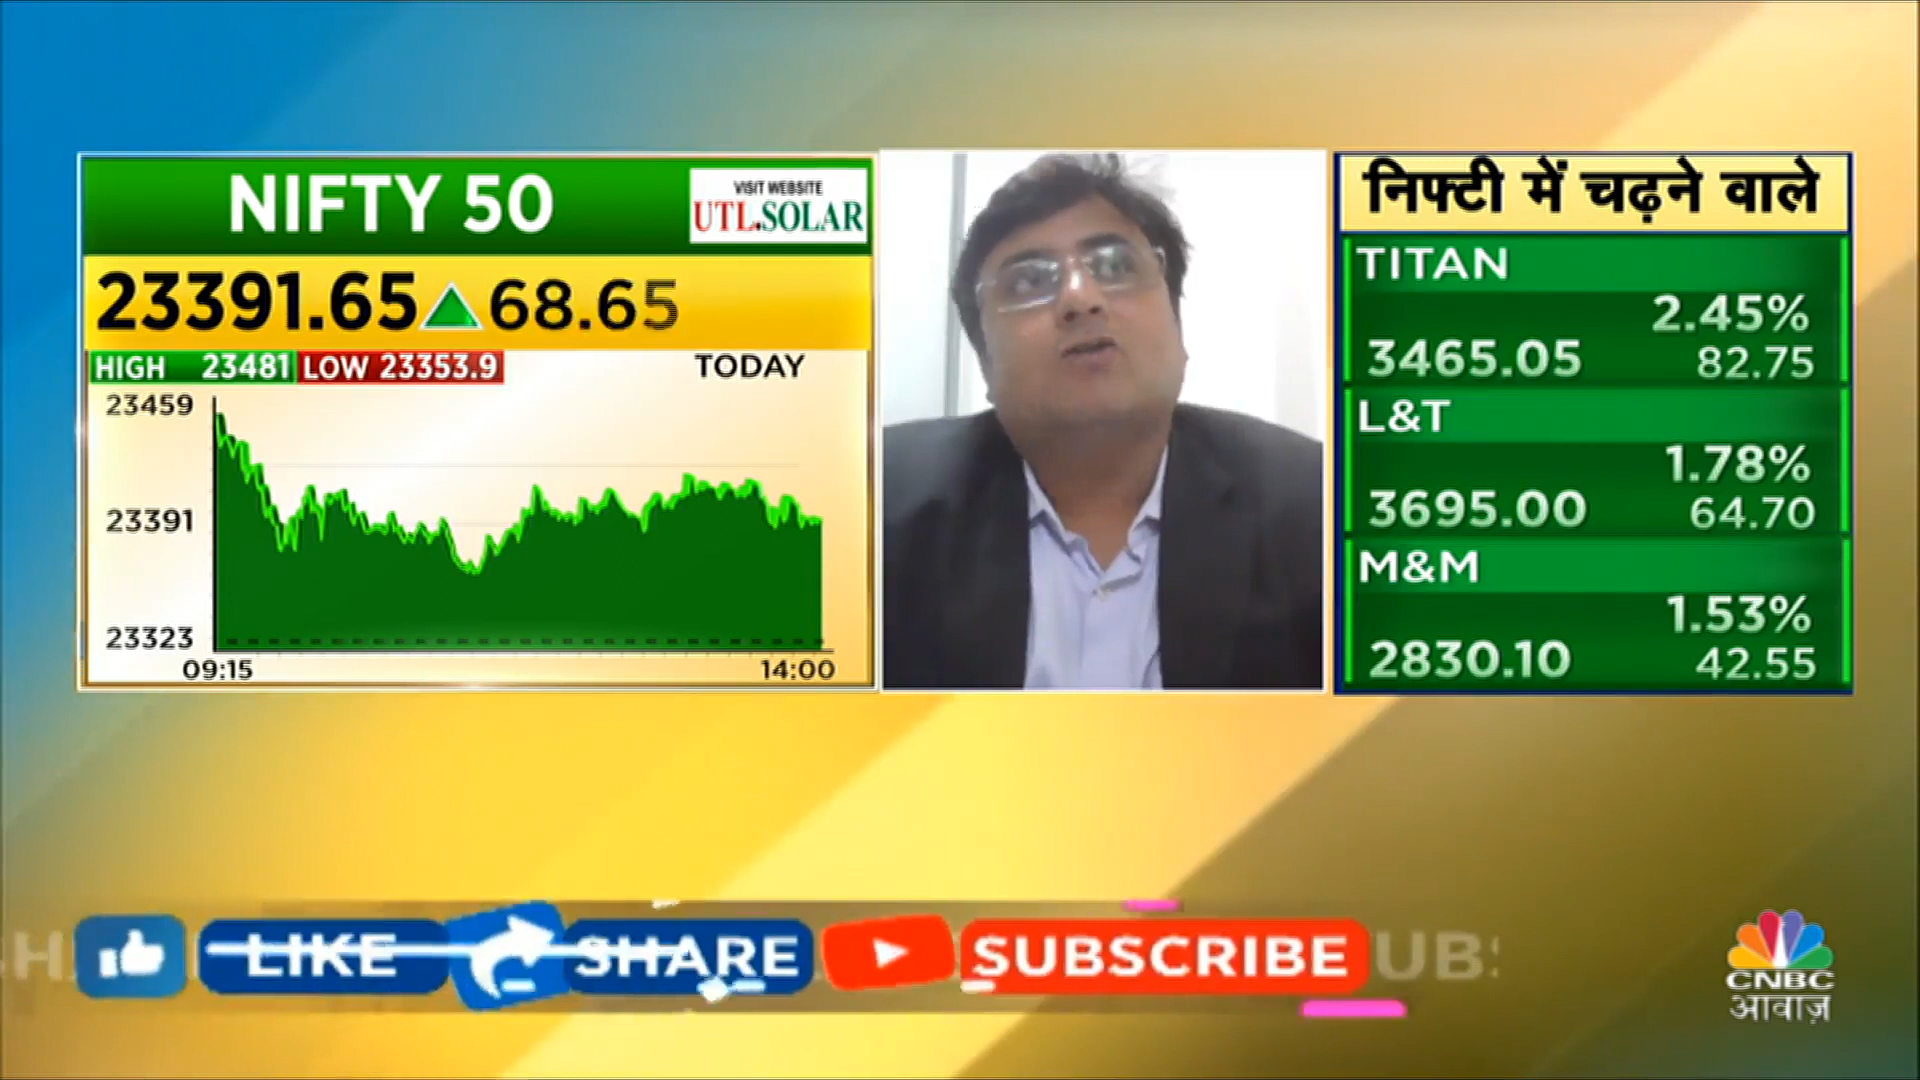 NIFTY 50
VISIT WEBSITE
UTL.SOLAR
23391.65 68.65
HIGH 23481 LOW 23353.9
TODAY
23459
23391
23323
09:15 14:00
निफ्टी में चढ़ने वाले
TITAN
2.45%
3465.05 82.75
L&T
1.78%
3695.00 64.70
M&M
1.53%
2830.10 42.55
LIKE SHARE SUBSCRIBE
CNBC
आवाज़